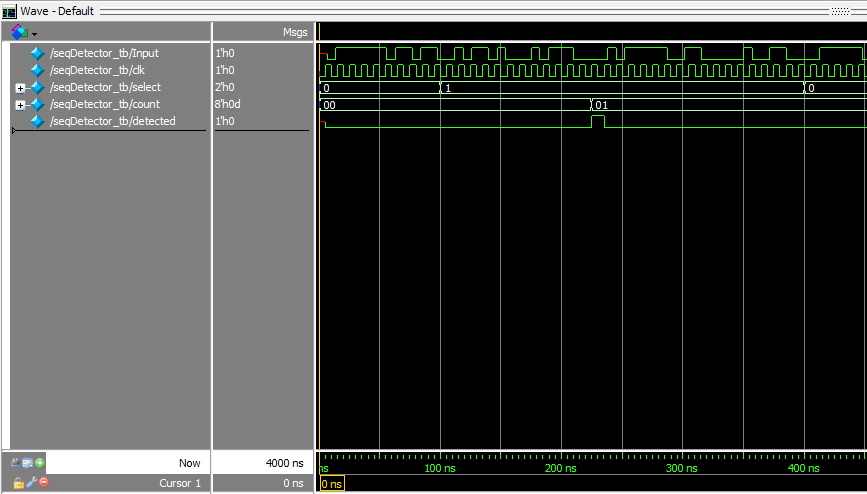 Wave - Default
Msgs
/seqDetector_tb/Input 1'h0
/seqDetector_tb/clk 1'h0
/seqDetector_tb/select 2'h0 0 1 0
/seqDetector_tb/count 8'h0d 00 01
/seqDetector_tb/detected 1'h0
Now 4000 ns ns 100 ns 200 ns 300 ns 400 ns
Cursor 1 0 ns 0 ns